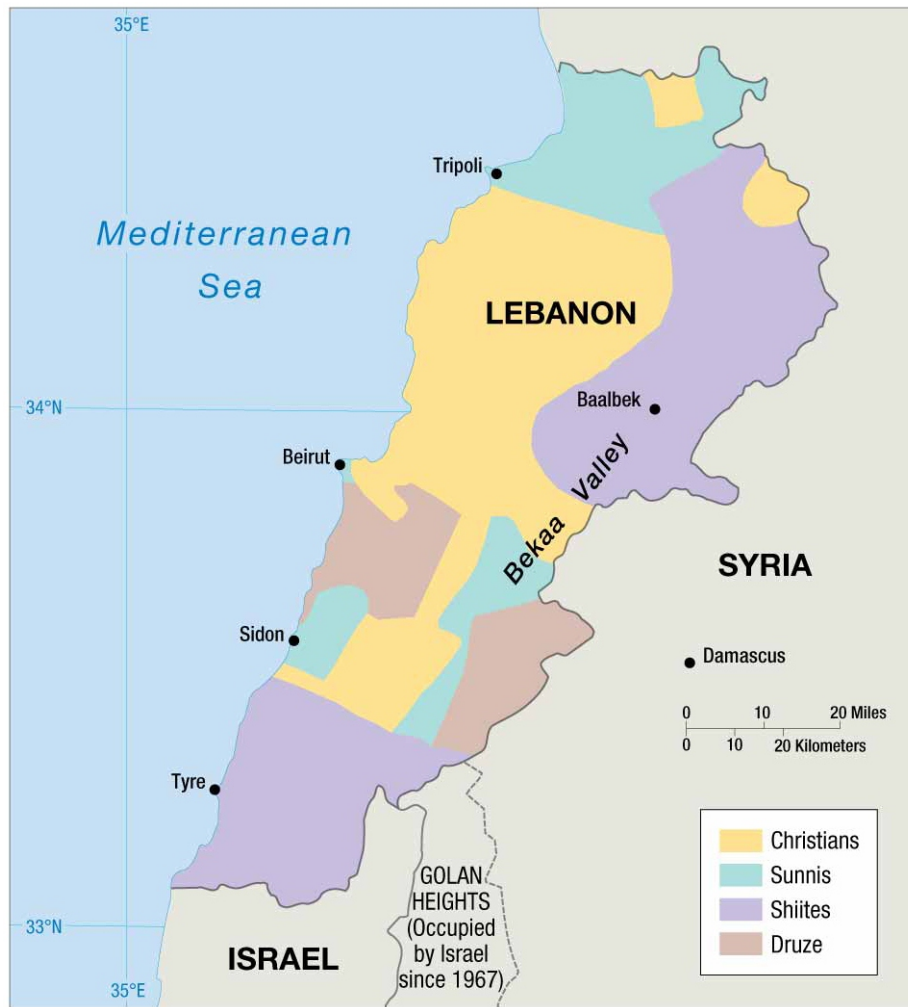 35°E
Tripoli
Mediterranean
Sea
LEBANON
34°N
Baalbek
Beirut
Bekaa Valley
SYRIA
Sidon
Damascus
0 10 20 Miles
0 10 20 Kilometers
Tyre
Christians
Sunnis
Shiites
Druze
GOLAN
HEIGHTS
(Occupied
by Israel
since 1967)
33°N
ISRAEL
35°E